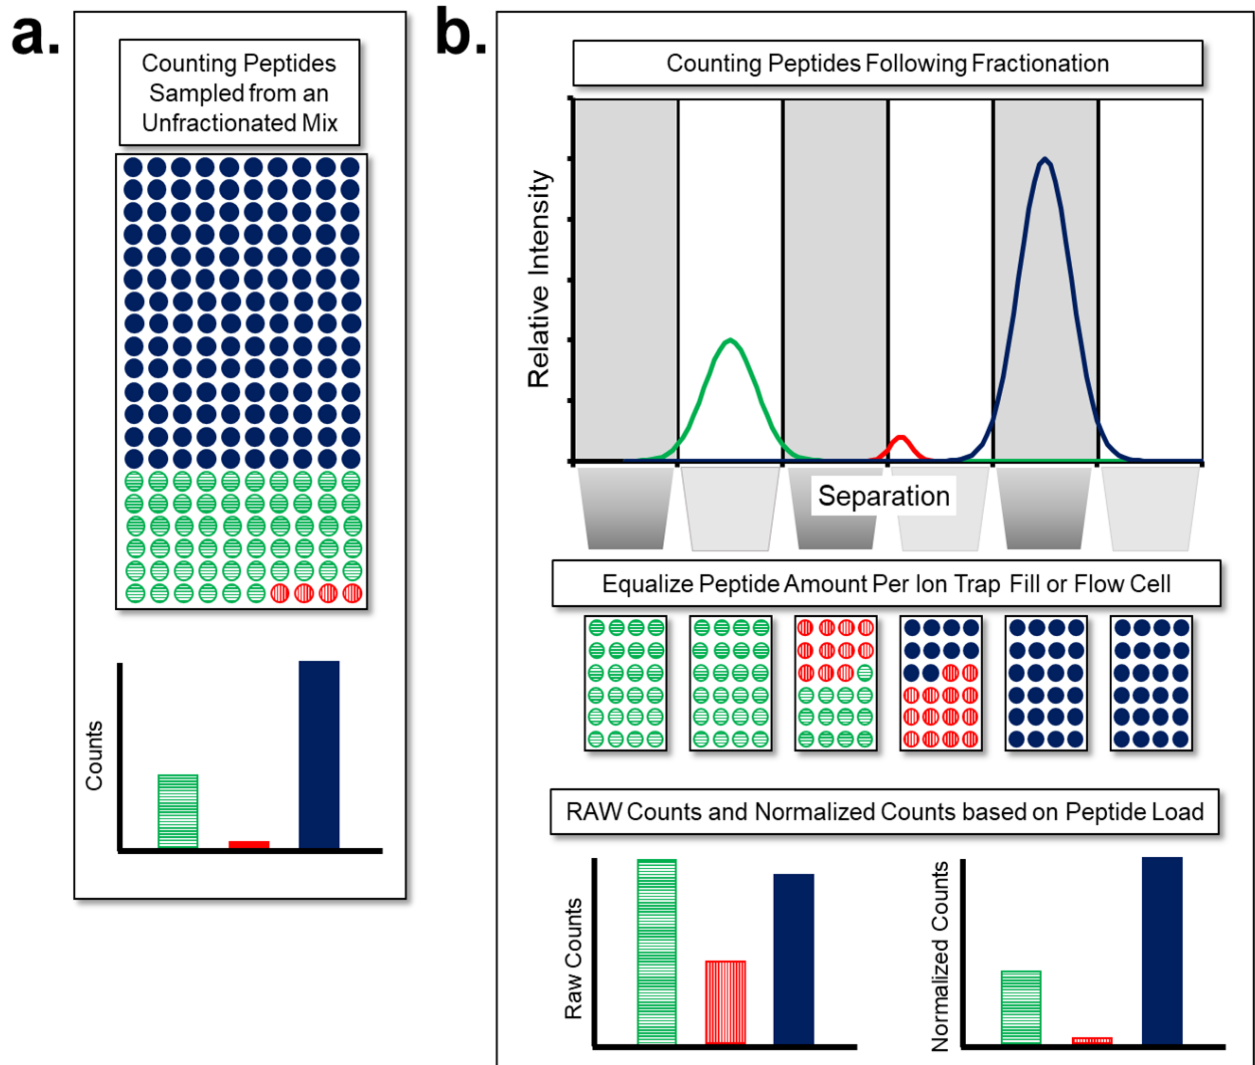 a.
Counting Peptides
Sampled from an
Unfractionated Mix
Counts
b.
Counting Peptides Following Fractionation
Relative Intensity
Separation
Equalize Peptide Amount Per Ion Trap Fill or Flow Cell
RAW Counts and Normalized Counts based on Peptide Load
Raw Counts
Normalized Counts